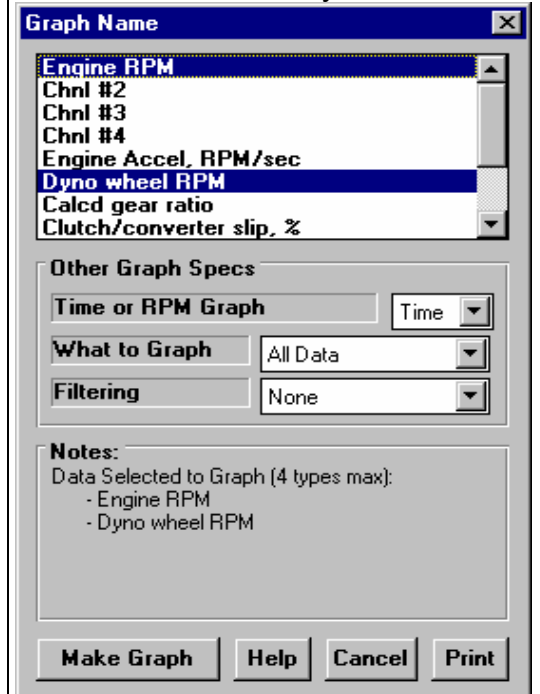 Graph Name
Engine RPM
Chnl #2
Chnl #3
Chnl #4
Engine Accel, RPM/sec
Dyno wheel RPM
Calcd gear ratio
Clutch/converter slip, %
Other Graph Specs
Time or RPM Graph Time
What to Graph All Data
Filtering None
Notes:
Data Selected to Graph (4 types max):
- Engine RPM
- Dyno wheel RPM
Make Graph Help Cancel Print